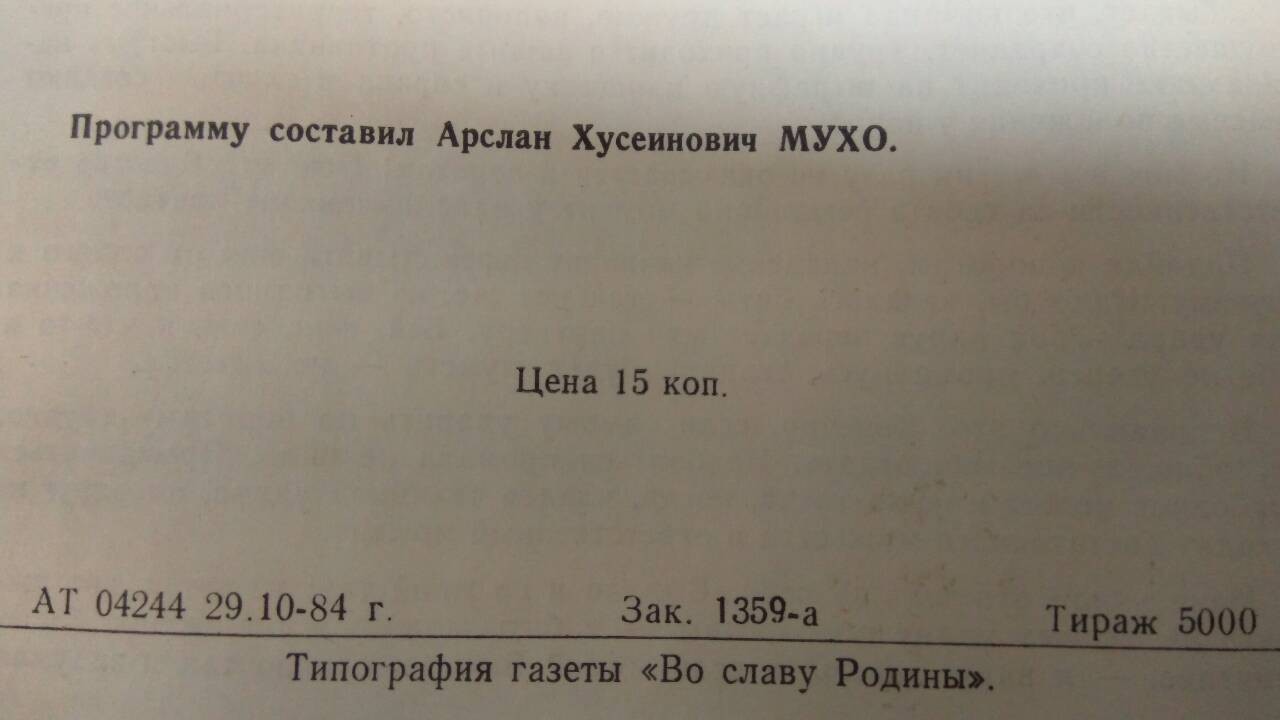 Программу составил Арслан Хусеинович МУХО.
Цена 15 коп.
АТ 04244 29.10-84 г. Зак. 1359-а Тираж 5000
Типография газеты «Во славу Родины».